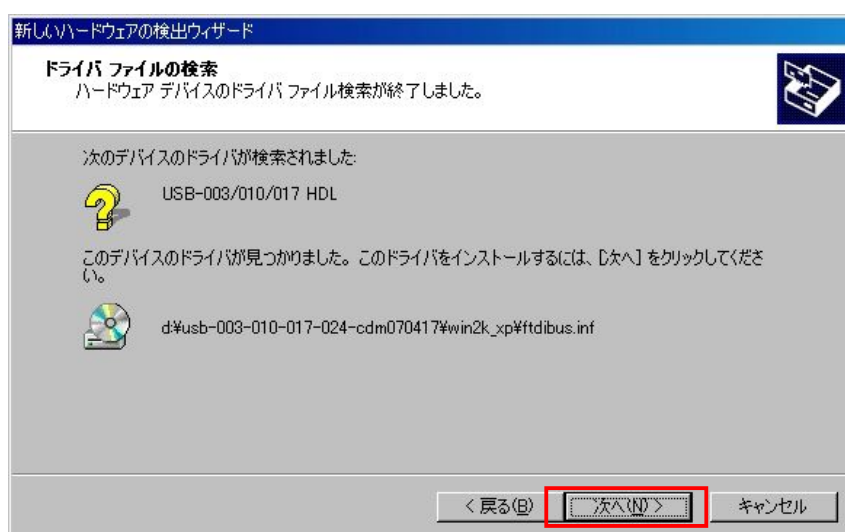 新しいハードウェアの検出ウィザード
ドライバ ファイルの検索
ハードウェア デバイスのドライバ ファイル検索が終了しました。
次のデバイスのドライバが検索されました:
USB-003/010/017 HDL
このデバイスのドライバが見つかりました。このドライバをインストールするには、[次へ] をクリックしてくださ
い。
d:¥usb-003-010-017-024-cdm070417¥win2k_xp¥ftdibus.inf
< 戻る(B) 次へ(N) > キャンセル